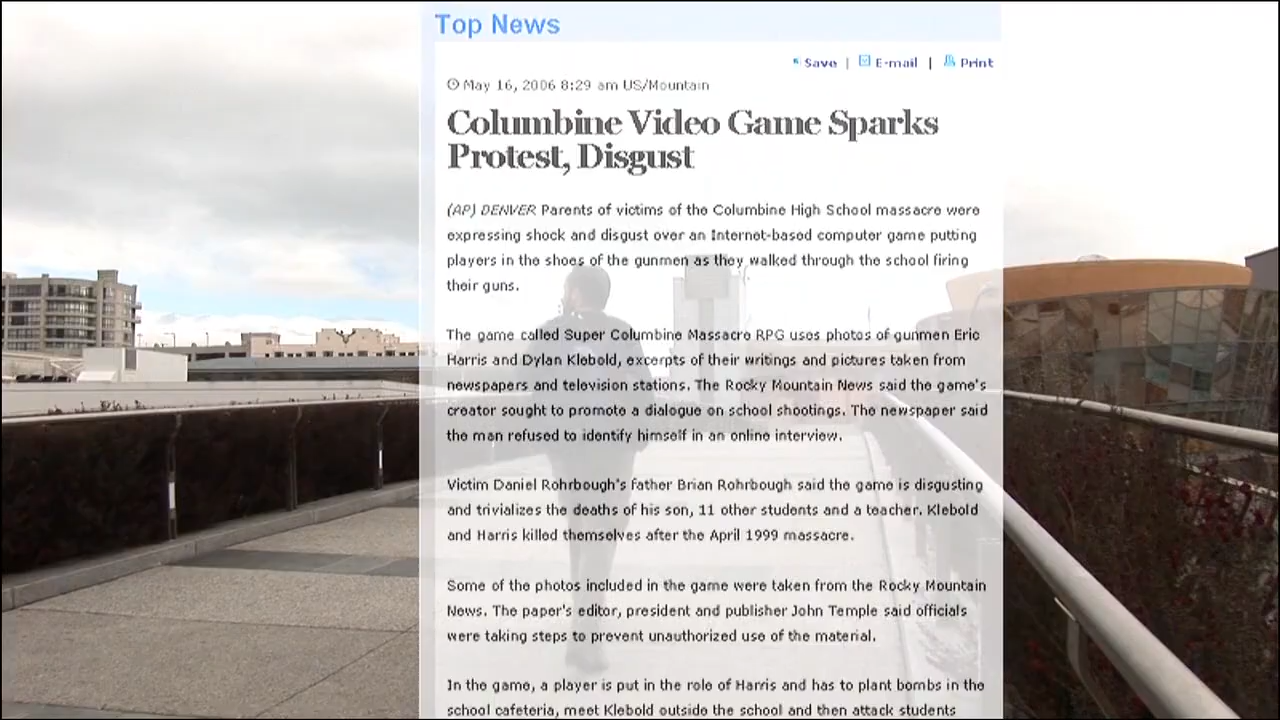 Top News
Save | E-mail | Print
May 16, 2006 8:29 am US/Mountain
Columbine Video Game Sparks
Protest, Disgust
(AP) DENVER Parents of victims of the Columbine High School massacre were
expressing shock and disgust over an Internet-based computer game putting
players in the shoes of the gunmen as they walked through the school firing
their guns.
The game called Super Columbine Massacre RPG uses photos of gunmen Eric
Harris and Dylan Klebold, excerpts of their writings and pictures taken from
newspapers and television stations. The Rocky Mountain News said the game's
creator sought to promote a dialogue on school shootings. The newspaper said
the man refused to identify himself in an online interview.
Victim Daniel Rohrbough's father Brian Rohrbough said the game is disgusting
and trivializes the deaths of his son, 11 other students and a teacher. Klebold
and Harris killed themselves after the April 1999 massacre.
Some of the photos included in the game were taken from the Rocky Mountain
News. The paper's editor, president and publisher John Temple said officials
were taking steps to prevent unauthorized use of the material.
In the game, a player is put in the role of Harris and has to plant bombs in the
school cafeteria, meet Klebold outside the school and then attack students